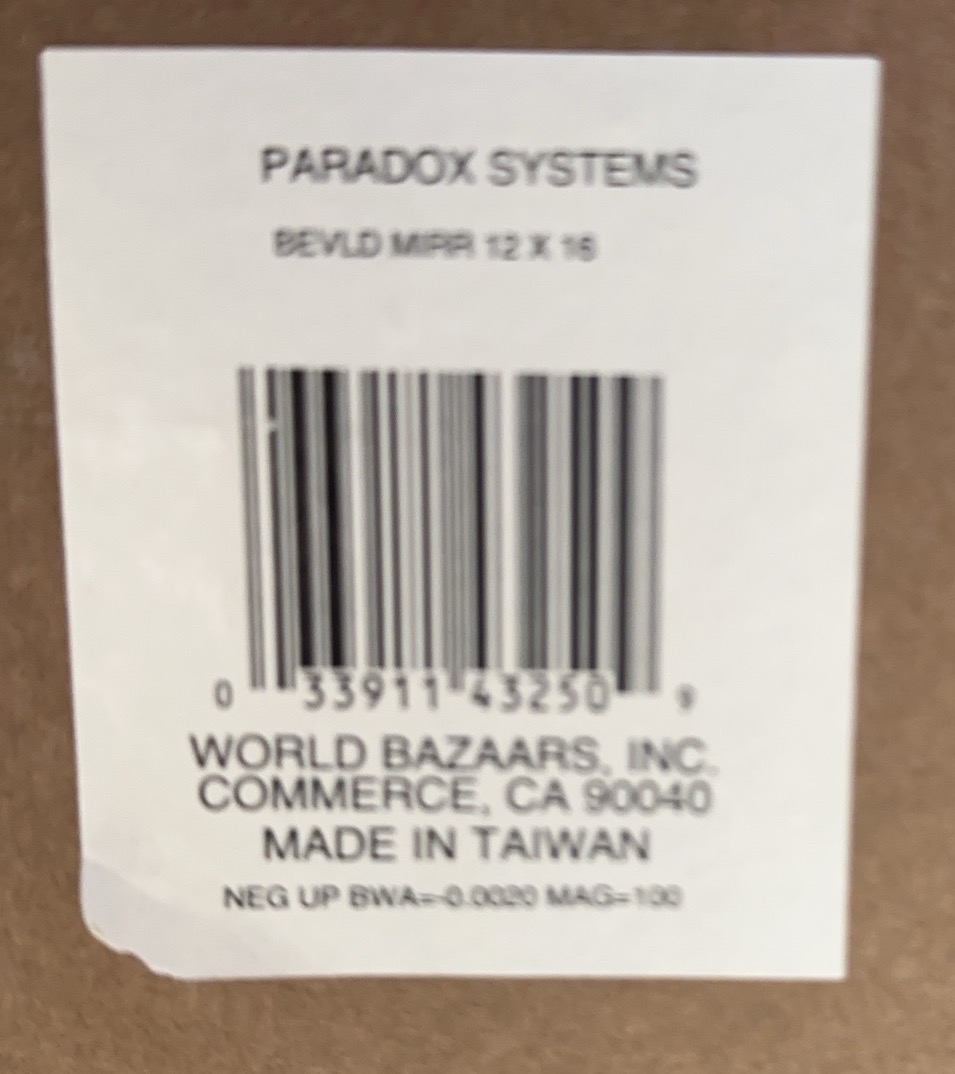 PARADOX SYSTEMS
BEVLD MIRR 12 X 16
0 33911 43250 9
WORLD BAZAARS, INC.
COMMERCE, CA 90040
MADE IN TAIWAN
NEG UP BWA=-0.0020 MAG=100